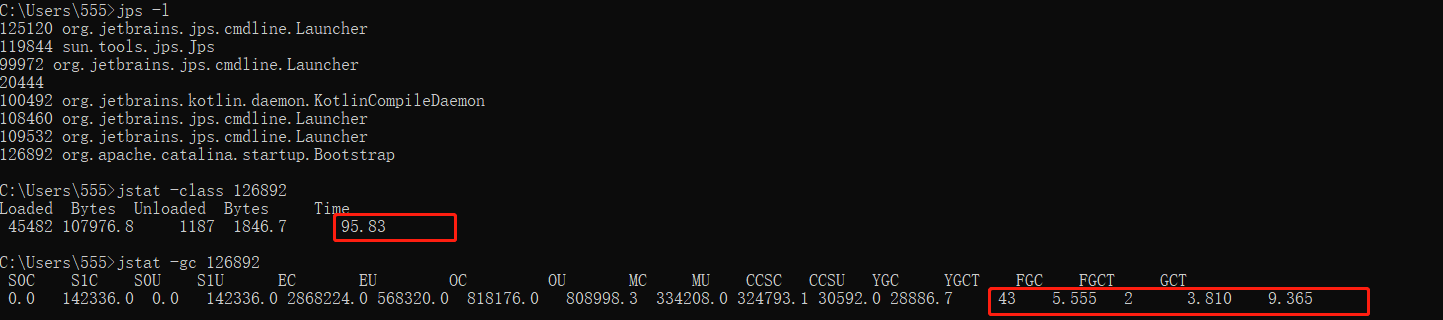 C:\Users\555>jps -l
125120 org.jetbrains.jps.cmdline.Launcher
119844 sun.tools.jps.Jps
99972 org.jetbrains.jps.cmdline.Launcher
20444
100492 org.jetbrains.kotlin.daemon.KotlinCompileDaemon
108460 org.jetbrains.jps.cmdline.Launcher
109532 org.jetbrains.jps.cmdline.Launcher
126892 org.apache.catalina.startup.Bootstrap
C:\Users\555>jstat -class 126892
Loaded Bytes Unloaded Bytes Time
45482 107976.8 1187 1846.7 95.83
C:\Users\555>jstat -gc 126892
S0C S1C S0U S1U EC EU OC OU MC MU CCSC CCSU YGC YGCT FGC FGCT GCT
0.0 142336.0 0.0 142336.0 2868224.0 568320.0 818176.0 808998.3 334208.0 324793.1 30592.0 28886.7 43 5.555 2 3.810 9.365